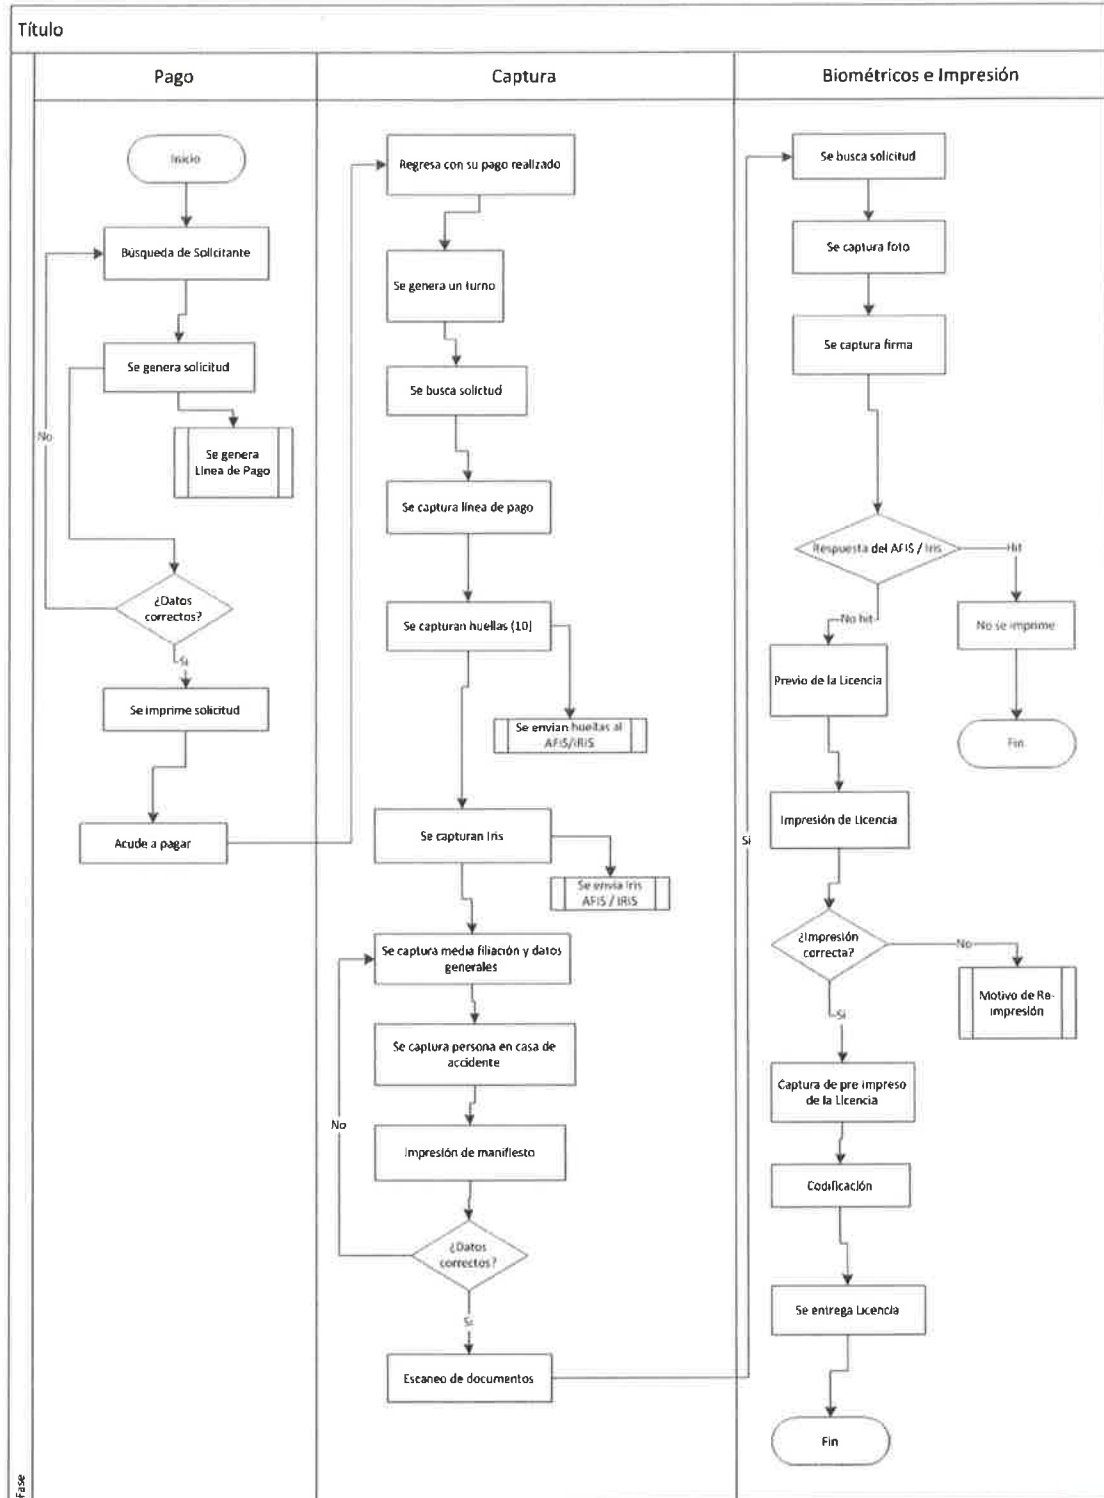 Título
Pago
Captura
Biométricos e Impresión
Inicio
Búsqueda de Solicitante
Se genera solicitud
No
Se genera
Línea de Pago
¿Datos
correctos?
Si
Se imprime solicitud
Acude a pagar
Regresa con su pago realizado
Se genera un turno
Se busca solictud
Se captura línea de pago
Se capturan huellas (10)
Se envian huellas al
AFIS/IRIS
Se capturan Iris
Se envia Iris
AFIS / IRIS
Se captura media filiación y datos
generales
Se captura persona en casa de
accidente
No
Impresión de manifiesto
¿Datos
correctos?
Si
Escaneo de documentos
Si
Se busca solicitud
Se captura foto
Se captura firma
Respuesta del AFIS / Iris
Hit
No hit
No se imprime
Fin
Previo de la Licencia
Impresión de Licencia
¿Impresión
correcta?
No
Motivo de Re-
impresión
Si
Captura de pre impreso
de la Licencia
Codificación
Se entrega Licencia
Fin
Fase